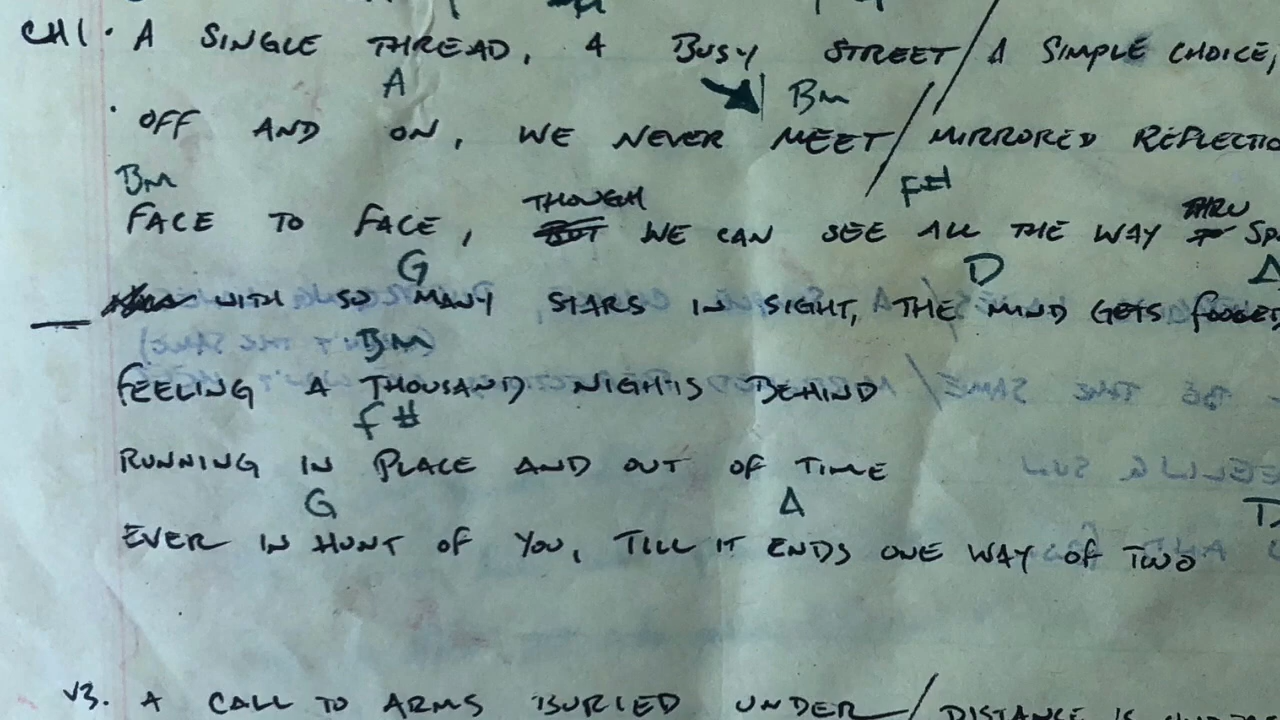 CH1. A SINGLE THREAD, A BUSY STREET / A SIMPLE CHOICE,
A Bm
OFF AND ON, WE NEVER MEET / MIRRORED REFLECTIO
Bm THOUGH F# THRU
FACE TO FACE, BUT WE CAN SEE ALL THE WAY
G D A
WITH SO MANY STARS IN SIGHT, THE MIND GETS FOOLED
Bm
FEELING A THOUSAND NIGHTS BEHIND
F#
RUNNING IN PLACE AND OUT OF TIME
G A
EVER IN HUNT OF YOU, TILL IT ENDS ONE WAY OF TWO
V3. A CALL TO ARMS BURIED UNDER / DISTANCE IS